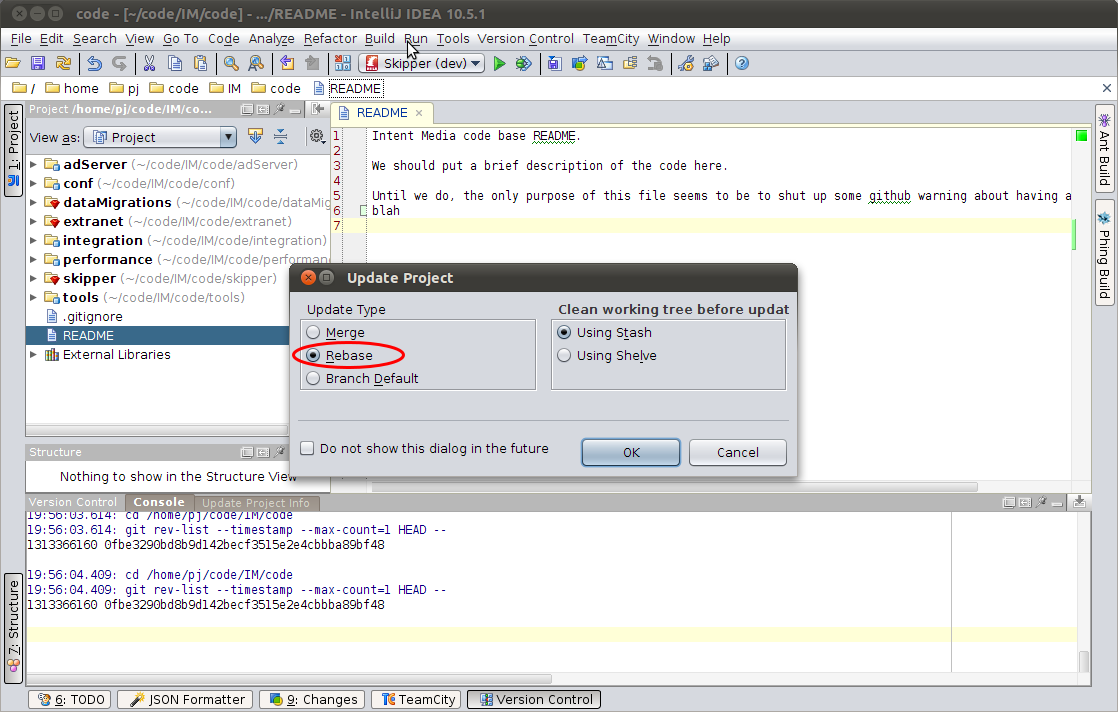 code - [~/code/IM/code] - .../README - IntelliJ IDEA 10.5.1
File Edit Search View Go To Code Analyze Refactor Build Run Tools Version Control TeamCity Window Help
Skipper (dev)
/ home pj code IM code README
1: Project
Project /home/pj/code/IM/co...
View as: Project
adServer (~/code/IM/code/adServer)
conf (~/code/IM/code/conf)
dataMigrations (~/code/IM/code/dataMig
extranet (~/code/IM/code/extranet)
integration (~/code/IM/code/integration)
performance (~/code/IM/code/performan
skipper (~/code/IM/code/skipper)
tools (~/code/IM/code/tools)
.gitignore
README
External Libraries
README
1 Intent Media code base README.
2
3 We should put a brief description of the code here.
4
5 Until we do, the only purpose of this file seems to be to shut up some github warning about having a
6 blah
7
Ant Build
Phing Build
Update Project
Update Type
Merge
Rebase
Branch Default
Clean working tree before updat
Using Stash
Using Shelve
Do not show this dialog in the future
OK
Cancel
Structure
Nothing to show in the Structure View
Version Control Console Update Project Info
19:56:03.614: cd /home/pj/code/IM/code
19:56:03.614: git rev-list --timestamp --max-count=1 HEAD --
1313366160 0fbe3290bd8b9d142becf3515e2e4cbbba89bf48
19:56:04.409: cd /home/pj/code/IM/code
19:56:04.409: git rev-list --timestamp --max-count=1 HEAD --
1313366160 0fbe3290bd8b9d142becf3515e2e4cbbba89bf48
7: Structure
6: TODO JSON Formatter 9: Changes TeamCity Version Control